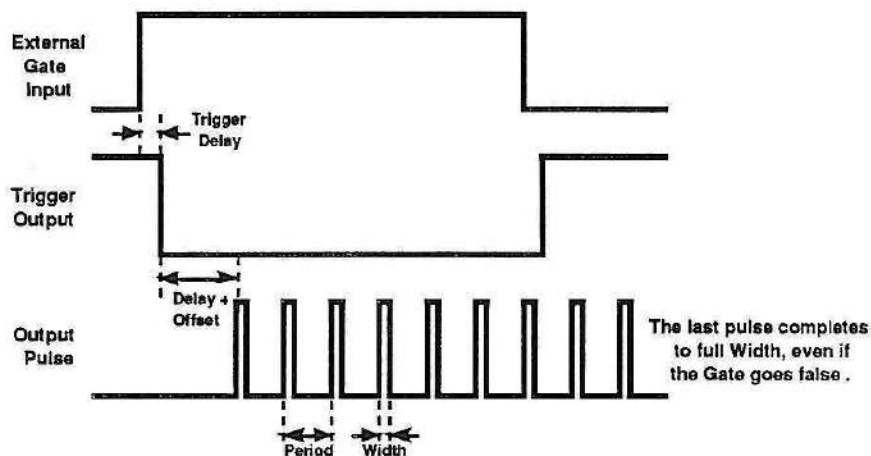 External
Gate
Input
Trigger
Delay
Trigger
Output
Delay +
Offset
Output
Pulse
The last pulse completes
to full Width, even if
the Gate goes false .
Period
Width